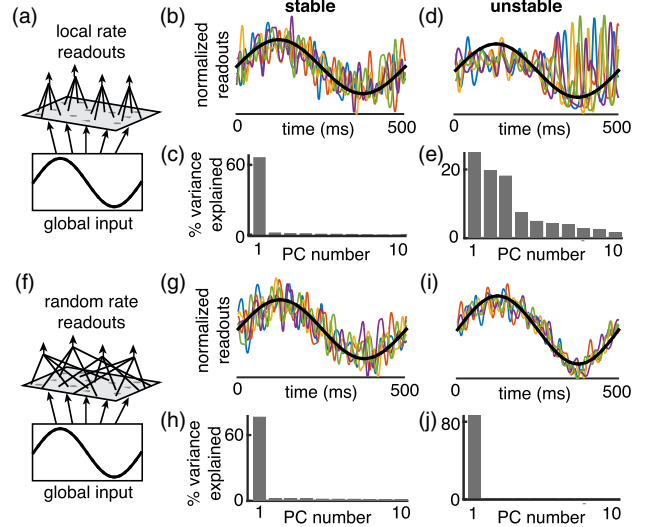 stable
unstable
(a)
local rate
readouts
global input
(b)
normalized
readouts
0
time (ms)
500
(d)
0
time (ms)
500
(c)
% variance
explained
60
0
1
PC number
10
(e)
20
0
1
PC number
10
(f)
random rate
readouts
global input
(g)
normalized
readouts
0
time (ms)
500
(i)
0
time (ms)
500
(h)
% variance
explained
60
0
1
PC number
10
(j)
80
0
1
PC number
10